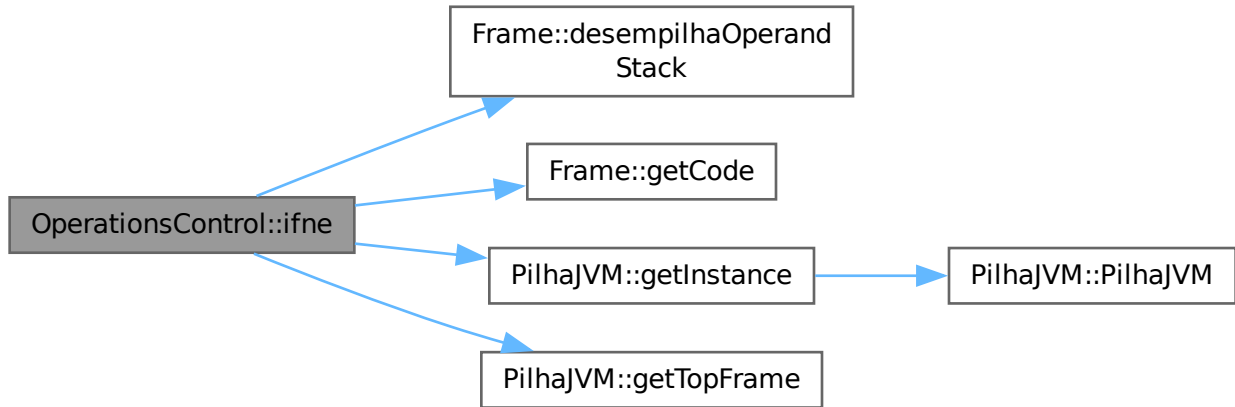 Frame::desempilhaOperand
Stack
Frame::getCode
OperationsControl::ifne
PilhaJVM::getInstance
PilhaJVM::PilhaJVM
PilhaJVM::getTopFrame